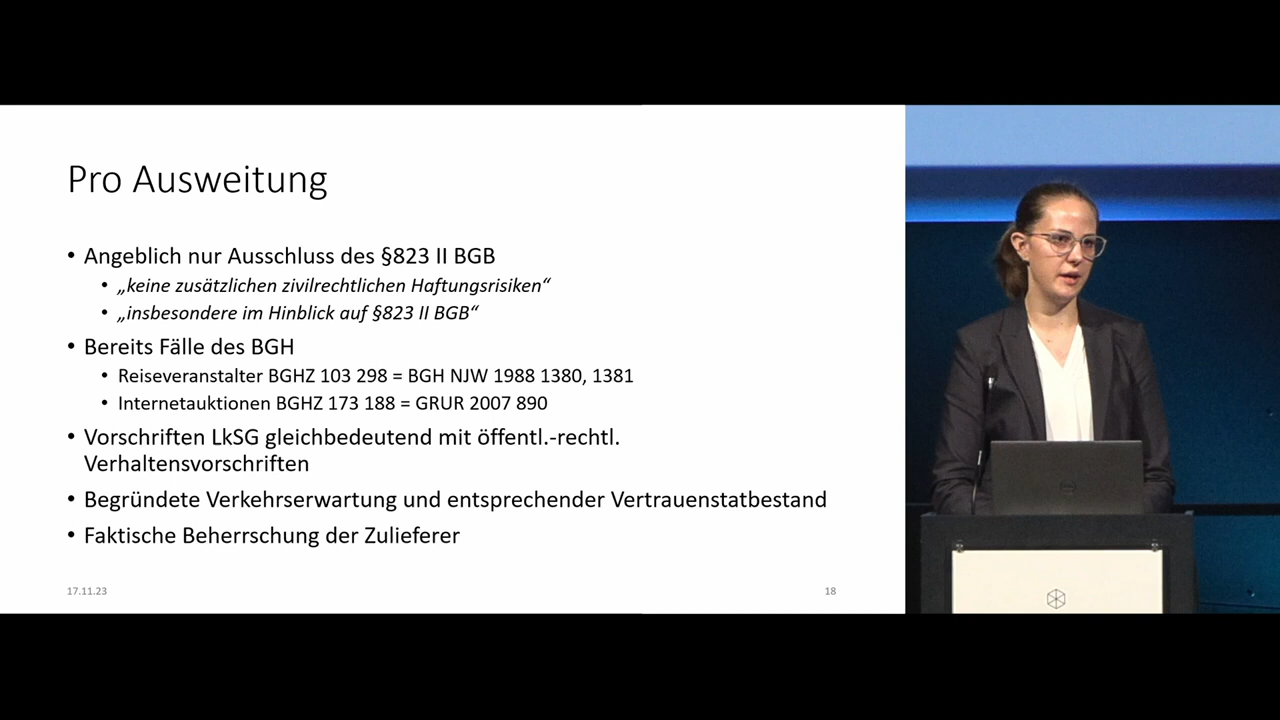 Pro Ausweitung
• Angeblich nur Ausschluss des §823 II BGB
• „keine zusätzlichen zivilrechtlichen Haftungsrisiken“
• „insbesondere im Hinblick auf §823 II BGB“
• Bereits Fälle des BGH
• Reiseveranstalter BGHZ 103 298 = BGH NJW 1988 1380, 1381
• Internetauktionen BGHZ 173 188 = GRUR 2007 890
• Vorschriften LkSG gleichbedeutend mit öffentl.-rechtl.
Verhaltensvorschriften
• Begründete Verkehrserwartung und entsprechender Vertrauenstatbestand
• Faktische Beherrschung der Zulieferer
17.11.23
18